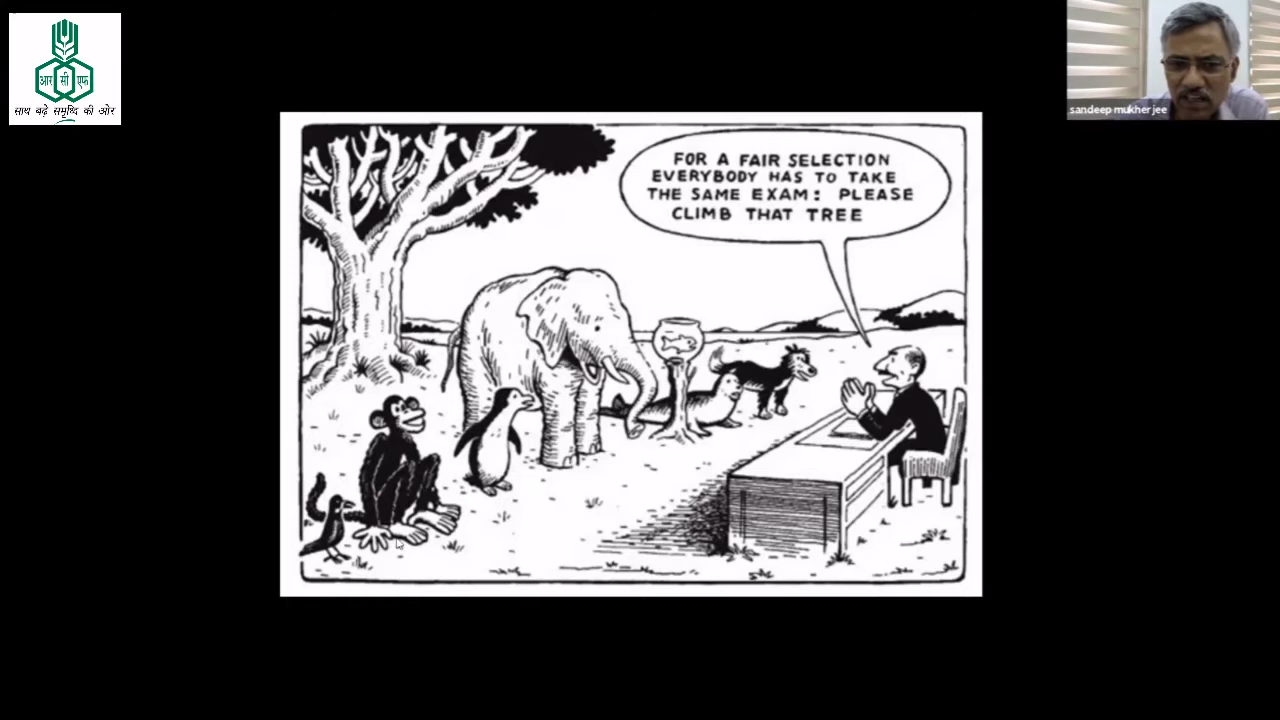 आर सी एफ
साथ बढ़े समृध्दि की ओर
sandeep mukherjee
FOR A FAIR SELECTION
EVERYBODY HAS TO TAKE
THE SAME EXAM: PLEASE
CLIMB THAT TREE